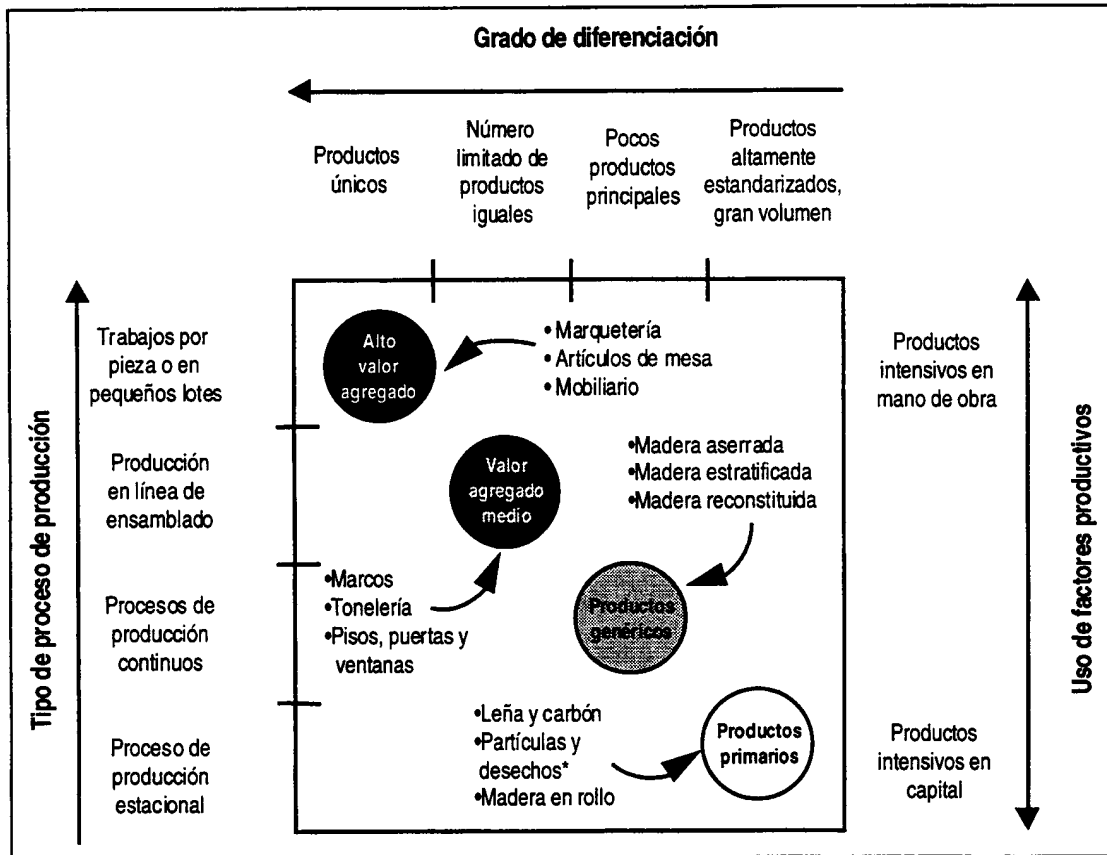 Grado de diferenciación
Productos
únicos
Número
limitado de
productos
iguales
Pocos
productos
principales
Productos
altamente
estandarizados,
gran volumen
Tipo de proceso de producción
Trabajos por
pieza o en
pequeños lotes
Producción
en línea de
ensamblado
Procesos de
producción
continuos
Proceso de
producción
estacional
Alto
valor
agregado
• Marquetería
• Artículos de mesa
• Mobiliario
Valor
agregado
medio
•Madera aserrada
•Madera estratificada
•Madera reconstituida
•Marcos
•Tonelería
•Pisos, puertas y
ventanas
Productos
genéricos
•Leña y carbón
•Partículas y
desechos*
•Madera en rollo
Productos
primarios
Productos
intensivos en
mano de obra
Productos
intensivos en
capital
Uso de factores productivos